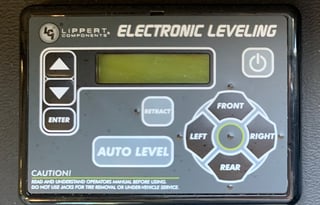 LCI
LIPPERT
COMPONENTS
®
ELECTRONIC LEVELING
ENTER
RETRACT
FRONT
LEFT
RIGHT
REAR
AUTO LEVEL
CAUTION!
READ AND UNDERSTAND OPERATORS MANUAL BEFORE USING.
DO NOT USE JACKS FOR TIRE REMOVAL OR UNDER-VEHICLE SERVICE.